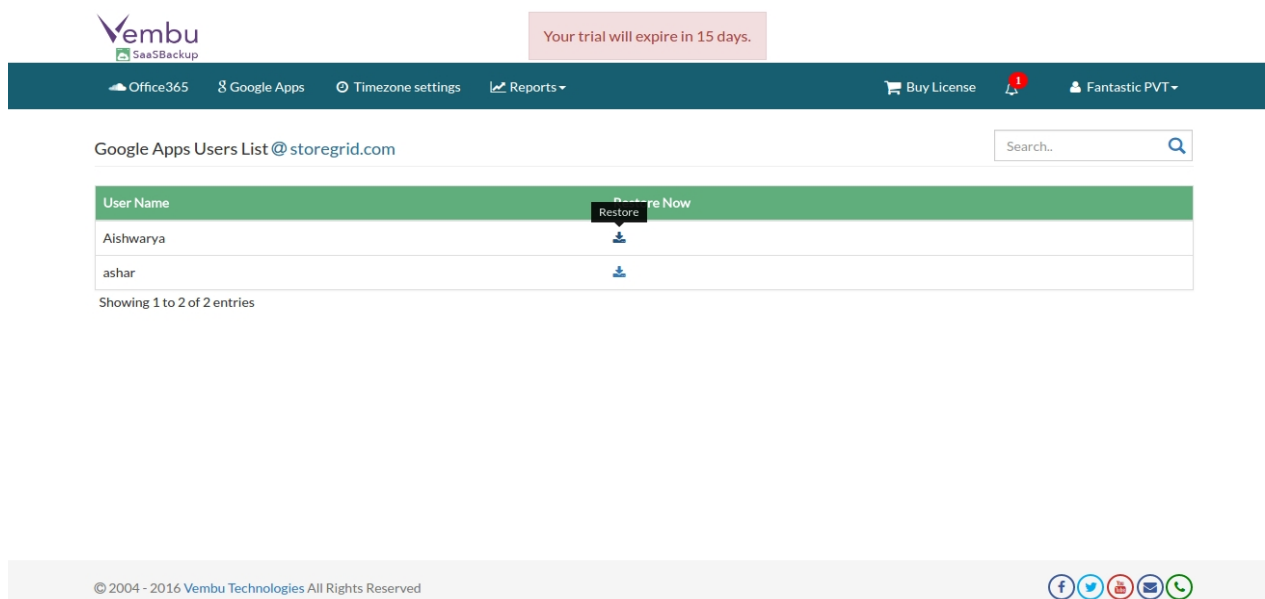 Vembu
SaaSBackup
Your trial will expire in 15 days.
Office365 Google Apps Timezone settings Reports Buy License 1 Fantastic PVT
Google Apps Users List @ storegrid.com
Search..
User Name Restore Now
Restore
Aishwarya
ashar
Showing 1 to 2 of 2 entries
© 2004 - 2016 Vembu Technologies All Rights Reserved